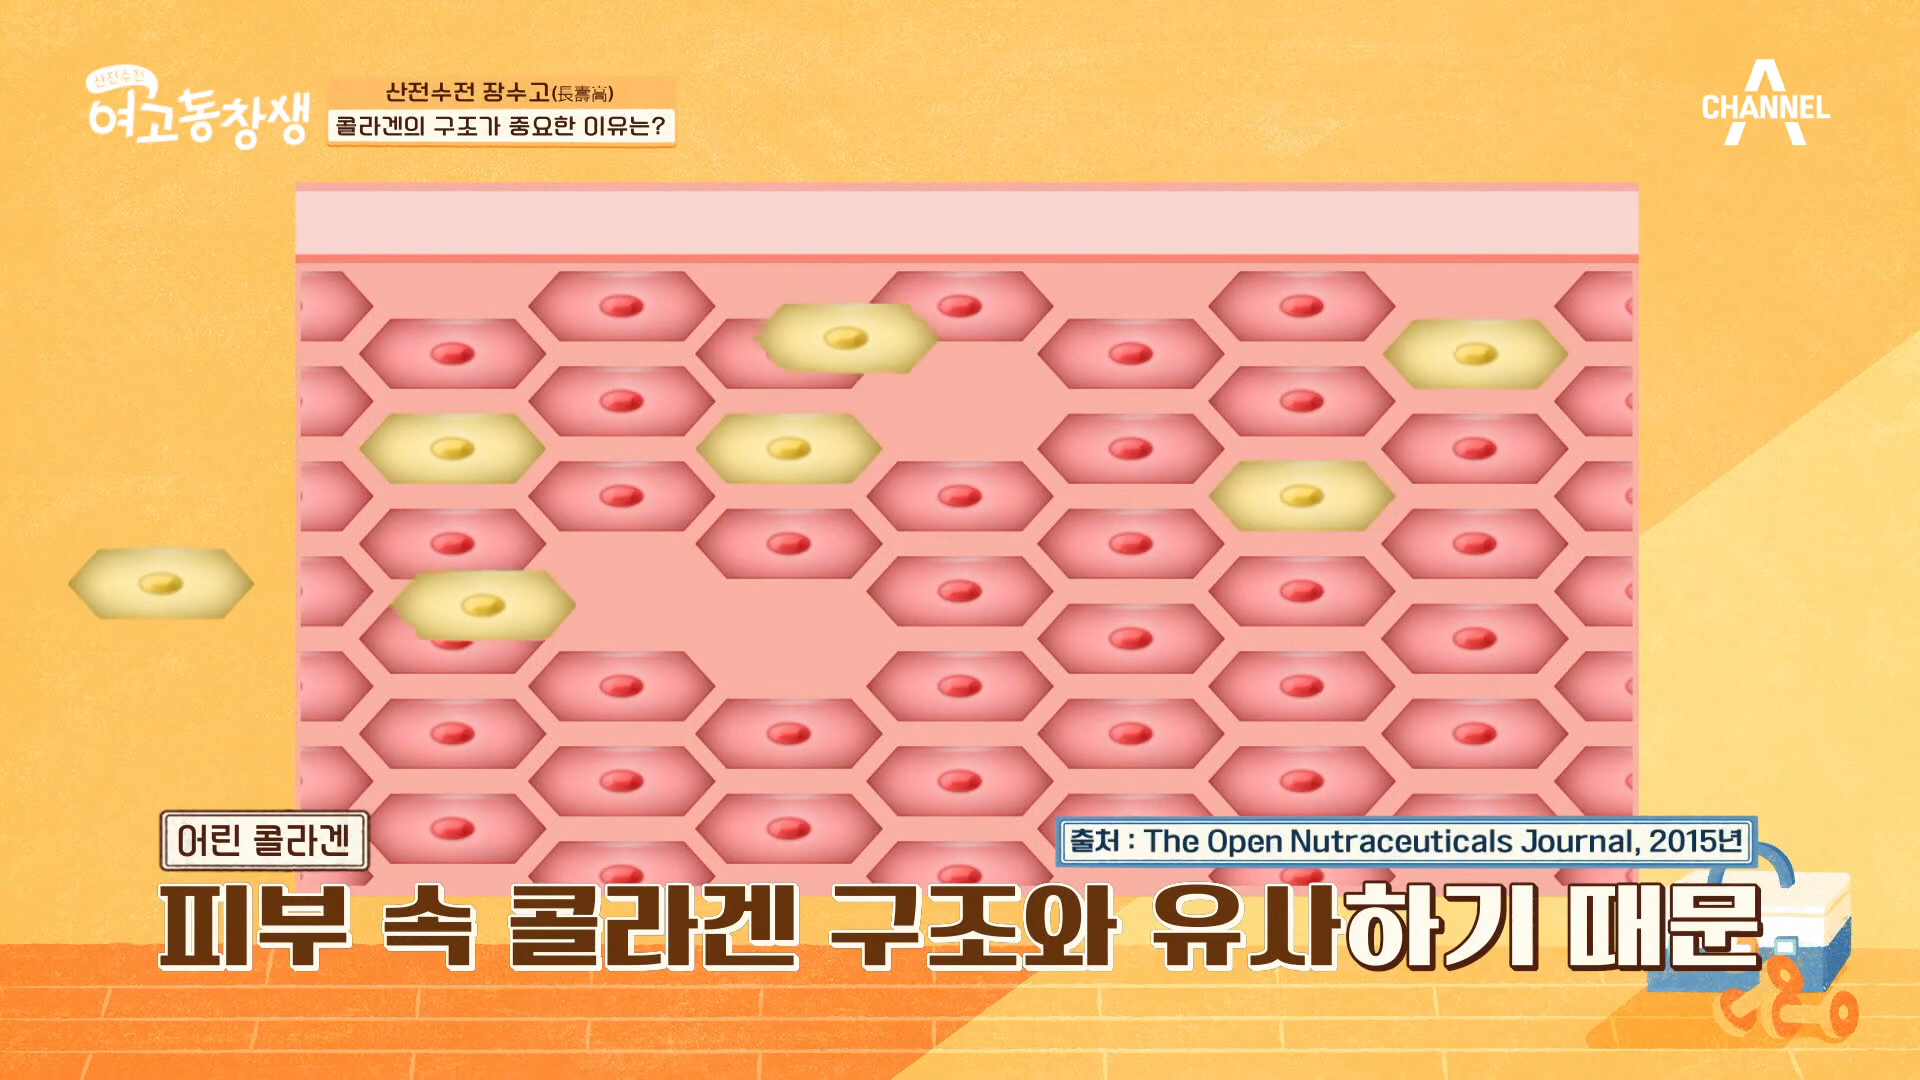 산전수전
여고동창생
산전수전 장수고(長壽高)
콜라겐의 구조가 중요한 이유는?
CHANNEL A
어린 콜라겐
출처 : The Open Nutraceuticals Journal, 2015년
피부 속 콜라겐 구조와 유사하기 때문